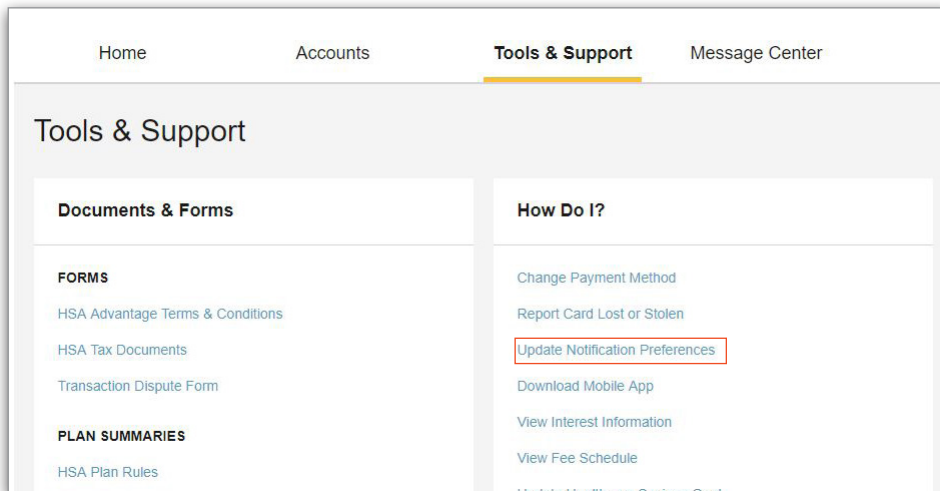 Home
Accounts
Tools & Support
Message Center
Tools & Support
Documents & Forms
FORMS
HSA Advantage Terms & Conditions
HSA Tax Documents
Transaction Dispute Form
PLAN SUMMARIES
HSA Plan Rules
How Do I?
Change Payment Method
Report Card Lost or Stolen
Update Notification Preferences
Download Mobile App
View Interest Information
View Fee Schedule